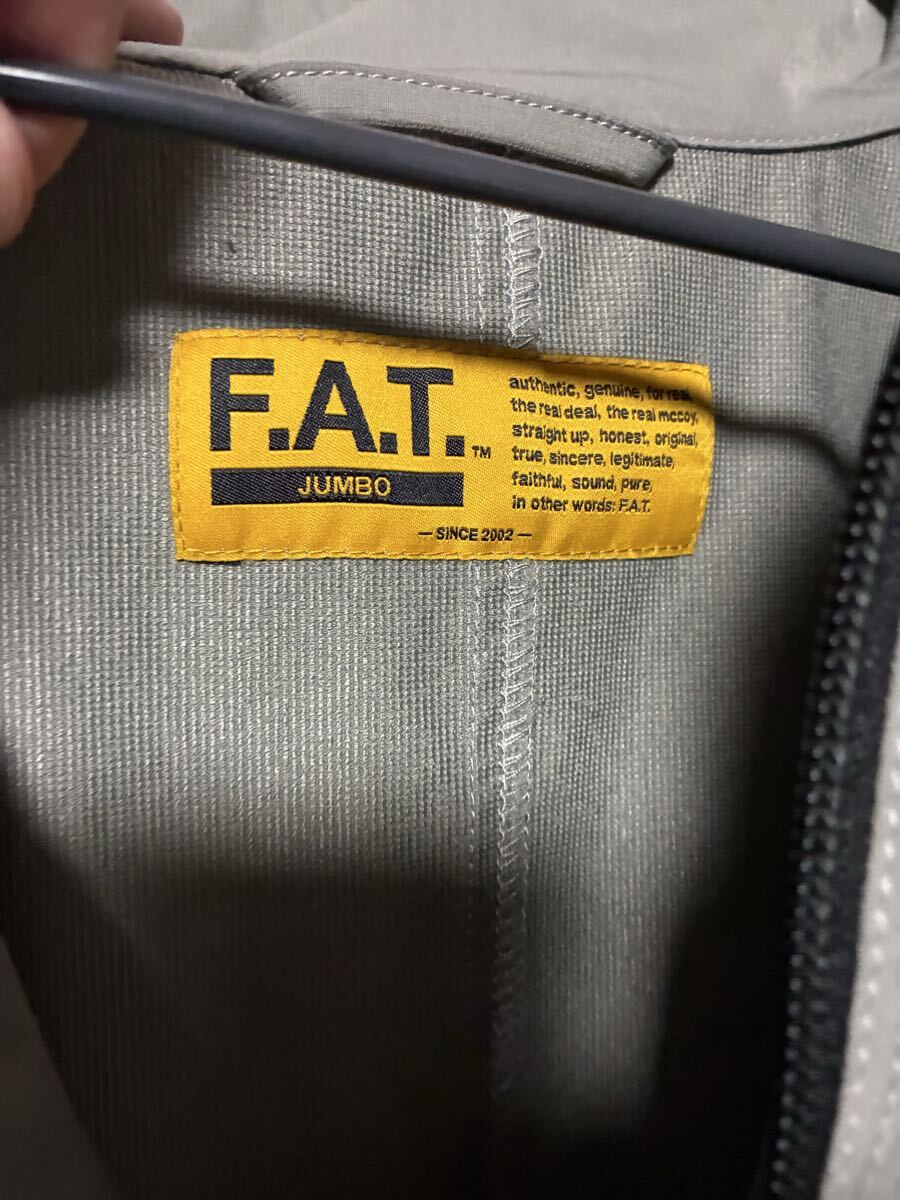 F.A.T.™
JUMBO
authentic, genuine, for real,
the real deal, the real mccoy,
straight up, honest, original,
true, sincere, legitimate,
faithful, sound, pure,
in other words: F.A.T.
— SINCE 2002 —